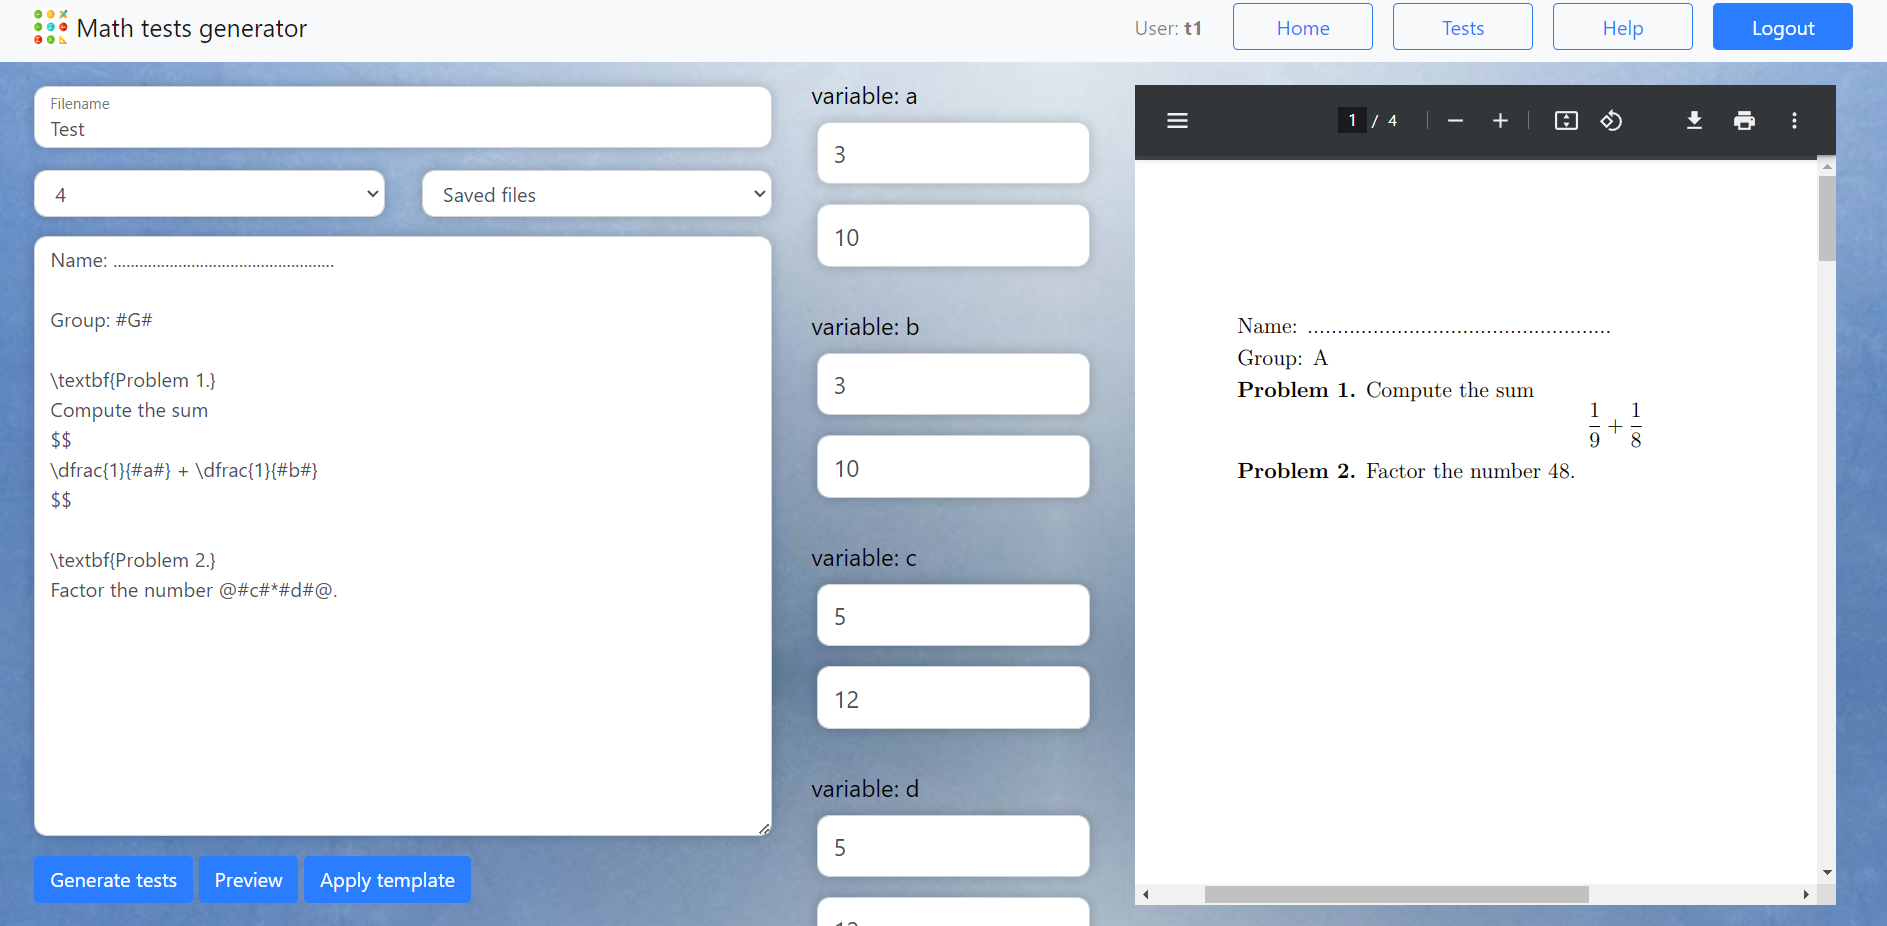 Math tests generator
User: t1
Home
Tests
Help
Logout
Filename
Test
4
Saved files
Name: ...................................................
Group: #G#
\textbf{Problem 1.}
Compute the sum
$$
\dfrac{1}{#a#} + \dfrac{1}{#b#}
$$
\textbf{Problem 2.}
Factor the number @#c#*#d#@.
Generate tests
Preview
Apply template
variable: a
3
10
variable: b
3
10
variable: c
5
12
variable: d
5
1 / 4
Name: ...................................................
Group: A
Problem 1. Compute the sum
1/9 + 1/8
Problem 2. Factor the number 48.